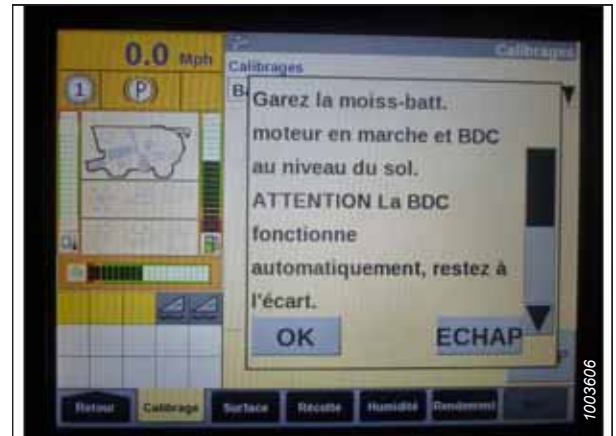 0.0 Mph
Calibrages
Calibrages
1
P
B
Garez la moiss-batt.
moteur en marche et BDC
au niveau du sol.
ATTENTION La BDC
fonctionne
automatiquement, restez à
l'écart.
OK
ECHAP
Retour
Calibrage
Surface
Récolte
Humidité
Rendement
1003606